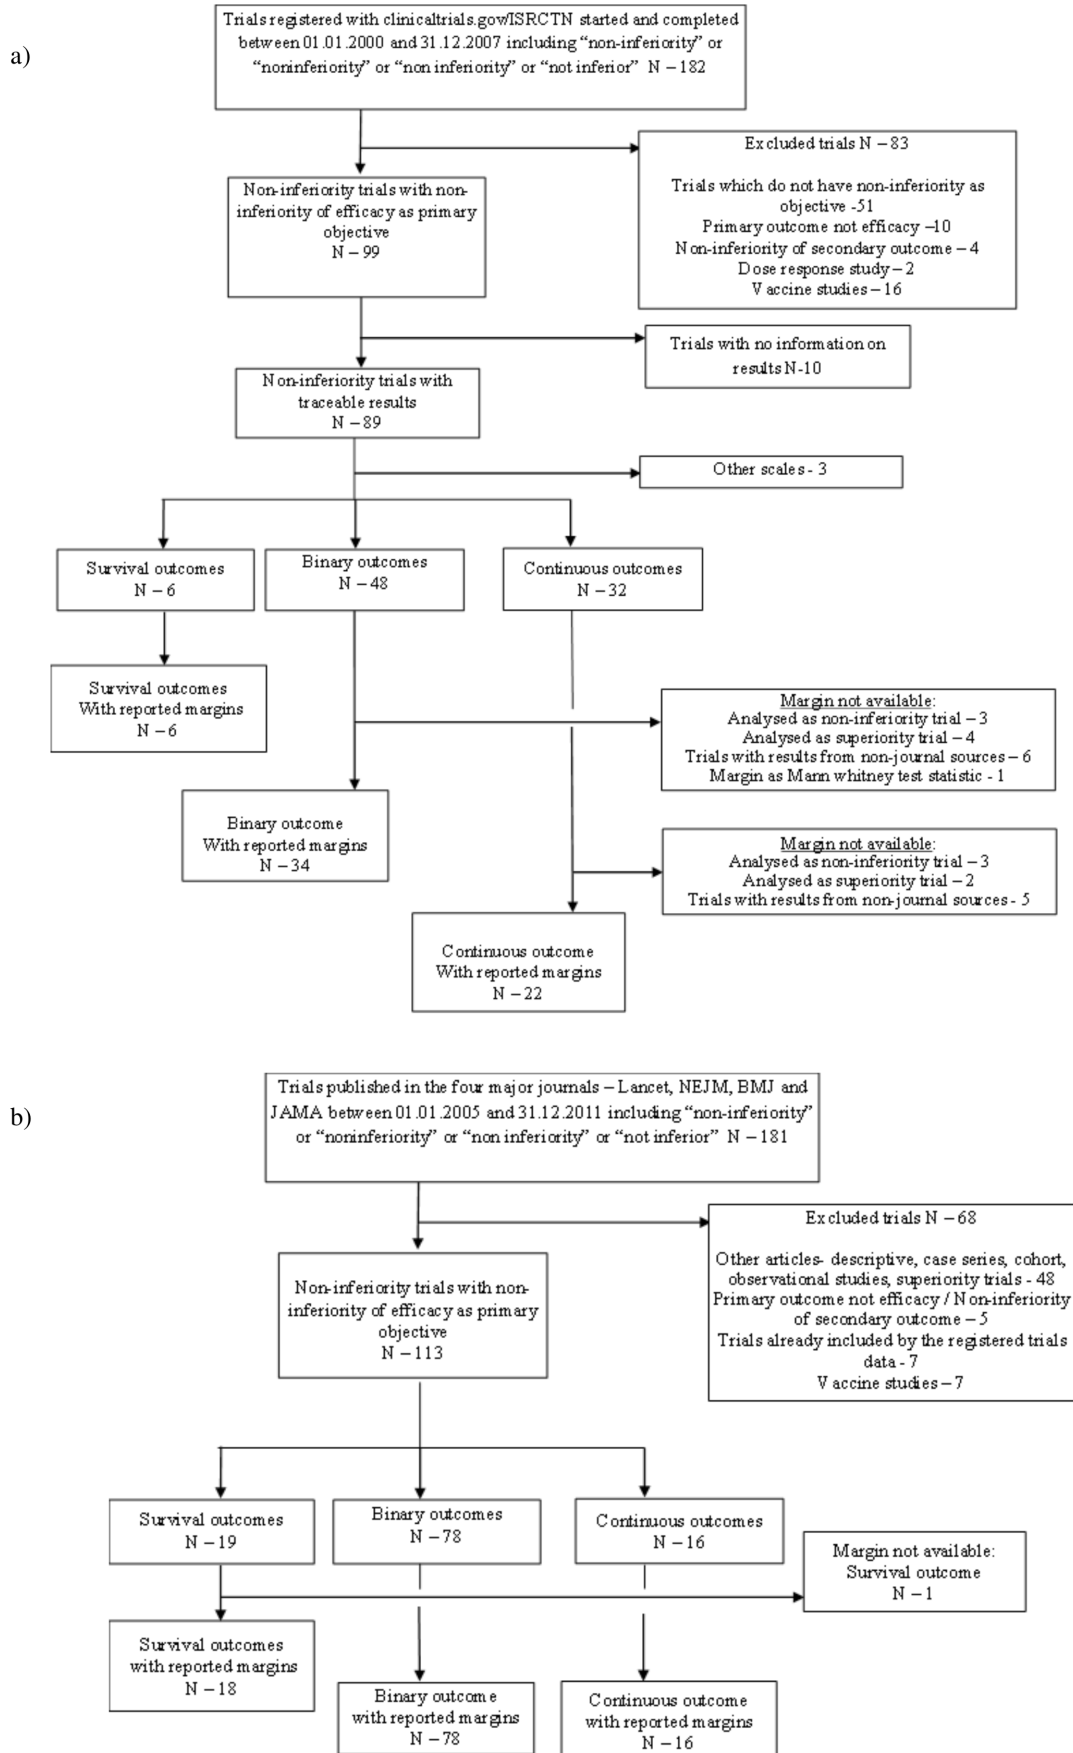 a)
Trials registered with clinicaltrials.gov/ISRCTN started and completed
between 01.01.2000 and 31.12.2007 including “non-inferiority” or
“noninferiority” or “non inferiority” or “not inferior” N – 182
Excluded trials N – 83
Trials which do not have non-inferiority as
objective -51
Primary outcome not efficacy –10
Non-inferiority of secondary outcome – 4
Dose response study – 2
Vaccine studies – 16
Non-inferiority trials with non-
inferiority of efficacy as primary
objective
N – 99
Trials with no information on
results N-10
Non-inferiority trials with
traceable results
N – 89
Other scales - 3
Survival outcomes
N – 6
Binary outcomes
N – 48
Continuous outcomes
N – 32
Survival outcomes
With reported margins
N – 6
Margin not available:
Analysed as non-inferiority trial – 3
Analysed as superiority trial – 4
Trials with results from non-journal sources – 6
Margin as Mann whitney test statistic - 1
Binary outcome
With reported margins
N – 34
Margin not available:
Analysed as non-inferiority trial – 3
Analysed as superiority trial – 2
Trials with results from non-journal sources - 5
Continuous outcome
With reported margins
N – 22
b)
Trials published in the four major journals – Lancet, NEJM, BMJ and
JAMA between 01.01.2005 and 31.12.2011 including “non-inferiority”
or “noninferiority” or “non inferiority” or “not inferior” N – 181
Excluded trials N – 68
Other articles- descriptive, case series, cohort,
observational studies, superiority trials - 48
Primary outcome not efficacy / Non-inferiority
of secondary outcome – 5
Trials already included by the registered trials
data - 7
Vaccine studies – 7
Non-inferiority trials with non-
inferiority of efficacy as primary
objective
N – 113
Survival outcomes
N – 19
Binary outcomes
N – 78
Continuous outcomes
N – 16
Margin not available:
Survival outcome
N – 1
Survival outcomes
with reported margins
N – 18
Binary outcome
with reported margins
N – 78
Continuous outcome
with reported margins
N – 16